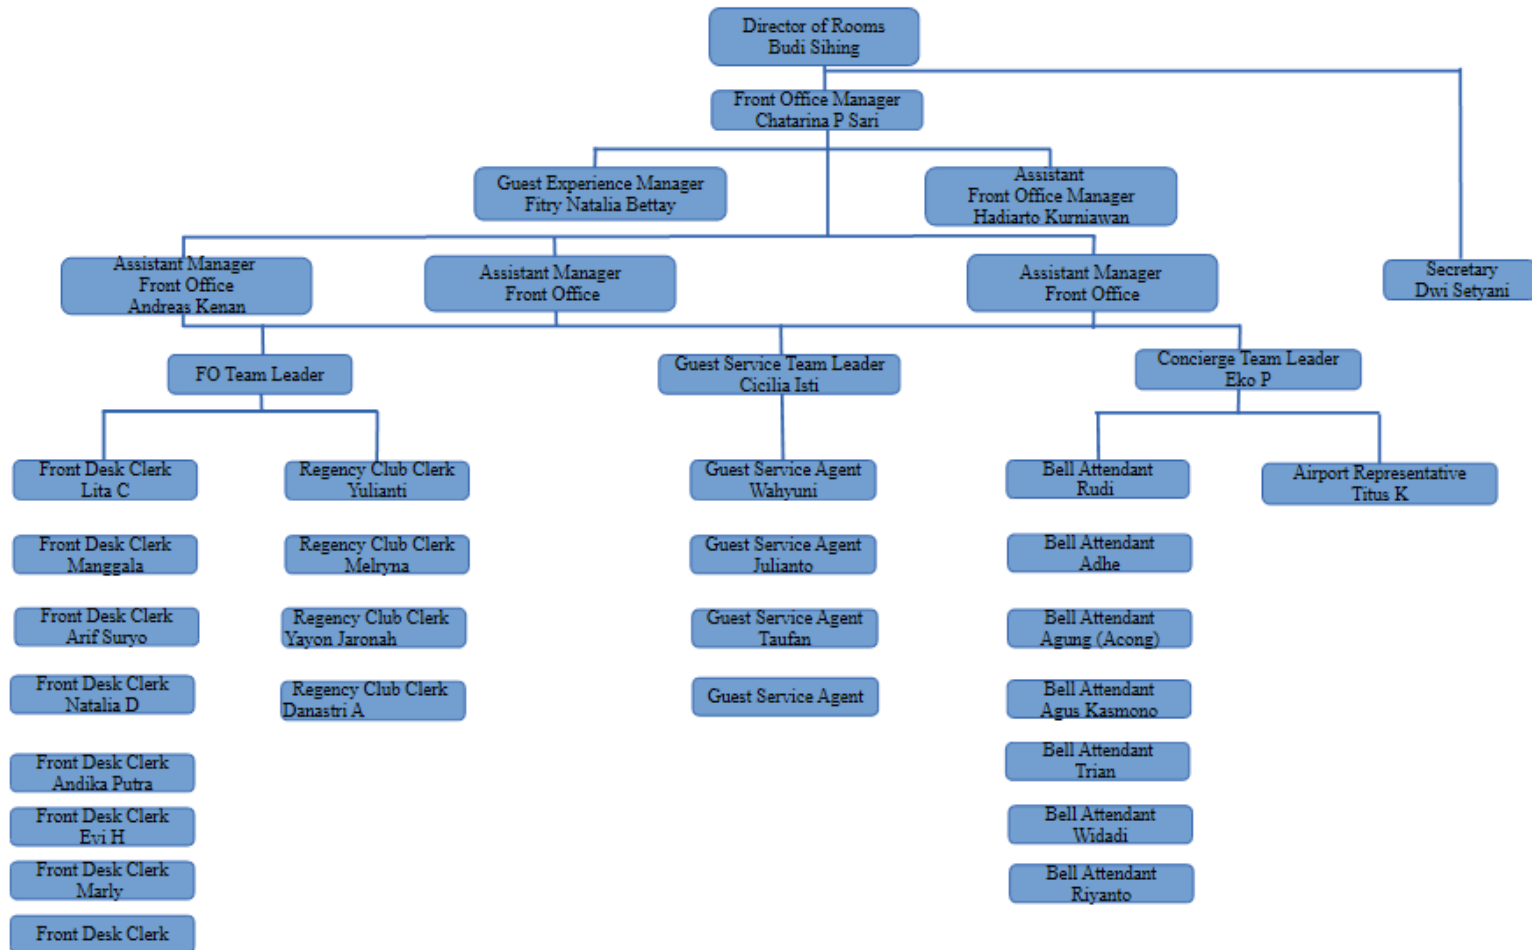 Director of Rooms
Budi Sihing
Front Office Manager
Chatarina P Sari
Guest Experience Manager
Fitry Natalia Bettay
Assistant
Front Office Manager
Hadiarto Kurniawan
Assistant Manager
Front Office
Andreas Kenan
Assistant Manager
Front Office
Assistant Manager
Front Office
Secretary
Dwi Setyani
FO Team Leader
Guest Service Team Leader
Cicilia Isti
Concierge Team Leader
Eko P
Front Desk Clerk
Lita C
Regency Club Clerk
Yulianti
Guest Service Agent
Wahyuni
Bell Attendant
Rudi
Airport Representative
Titus K
Front Desk Clerk
Manggala
Regency Club Clerk
Melryna
Guest Service Agent
Julianto
Bell Attendant
Adhe
Front Desk Clerk
Arif Suryo
Regency Club Clerk
Yayon Jaronah
Guest Service Agent
Taufan
Bell Attendant
Agung (Acong)
Front Desk Clerk
Natalia D
Regency Club Clerk
Danastri A
Guest Service Agent
Bell Attendant
Agus Kasmono
Front Desk Clerk
Andika Putra
Bell Attendant
Trian
Front Desk Clerk
Evi H
Bell Attendant
Widadi
Front Desk Clerk
Marly
Bell Attendant
Riyanto
Front Desk Clerk